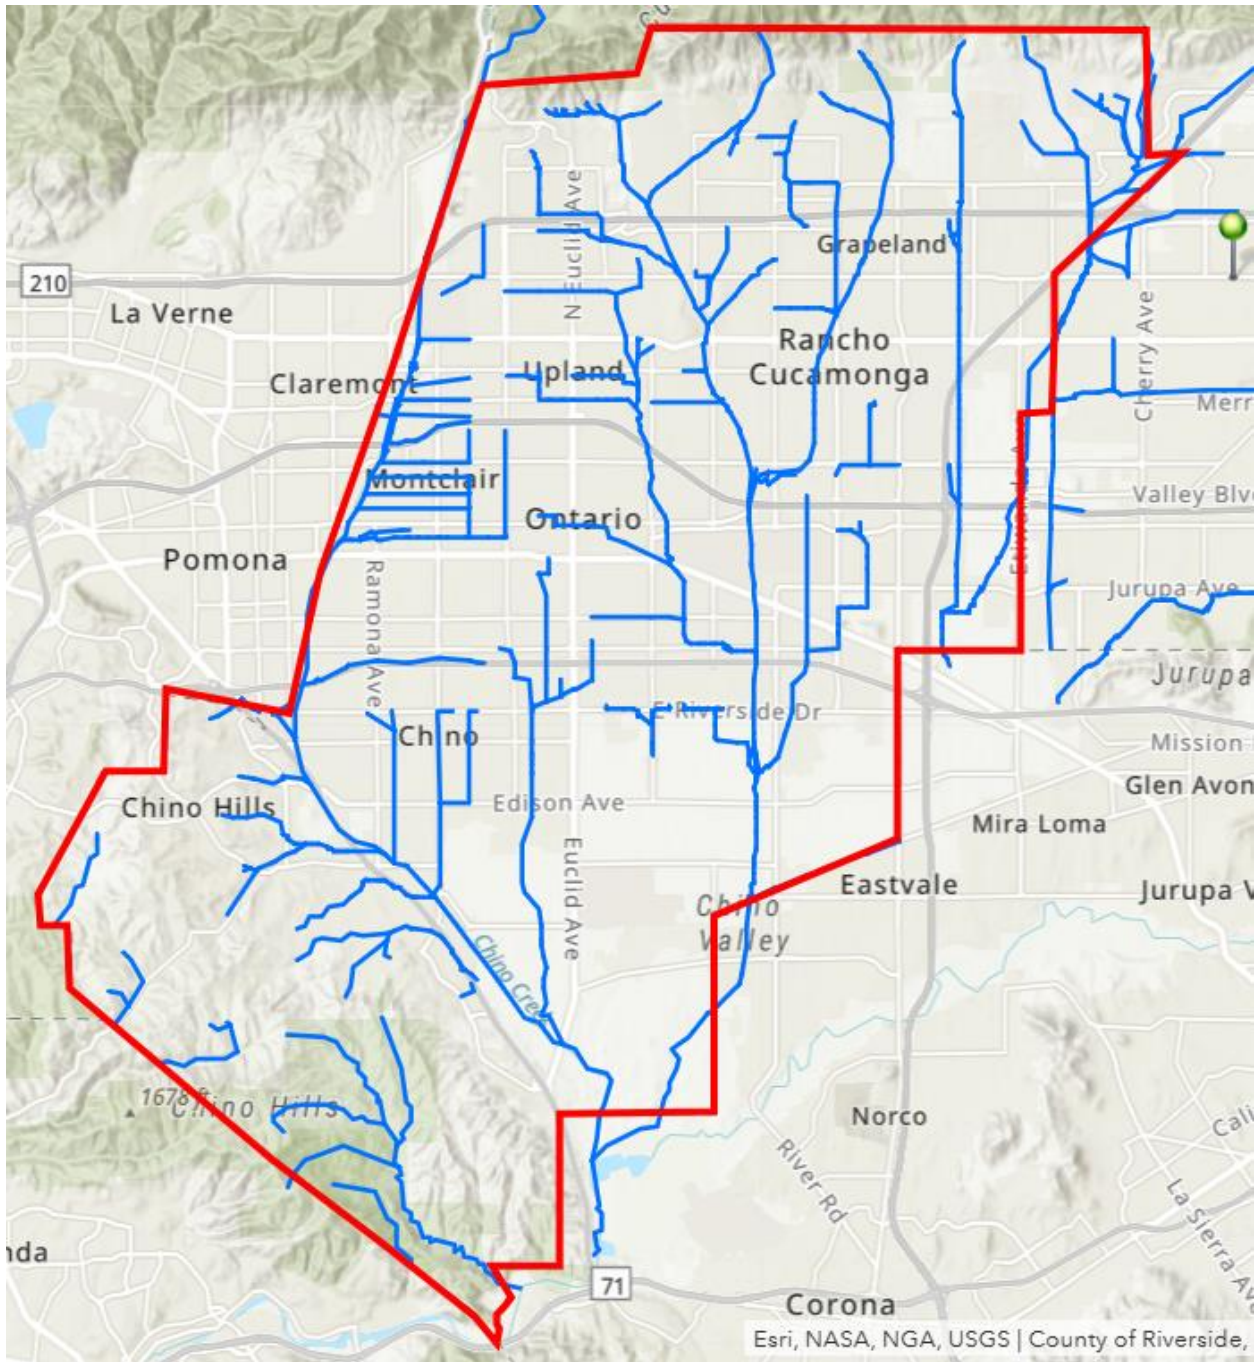 210
La Verne
Claremont
N Euclid Ave
Upland
Grapeland
Rancho
Cucamonga
Cherry Ave
Merr
Montclair
Ontario
Valley Blv
Pomona
Ramona Ave
Jurupa Ave
Jurupa
E Riverside Dr
Chino
Mission
Glen Avon
Chino Hills
Edison Ave
Mira Loma
Euclid Ave
Eastvale
Jurupa V
Chino
Valley
Chino Creek
1678 ft
Chino Hills
Norco
River Rd
Cali
La Sierra Av
nda
71
Corona
Esri, NASA, NGA, USGS | County of Riverside,